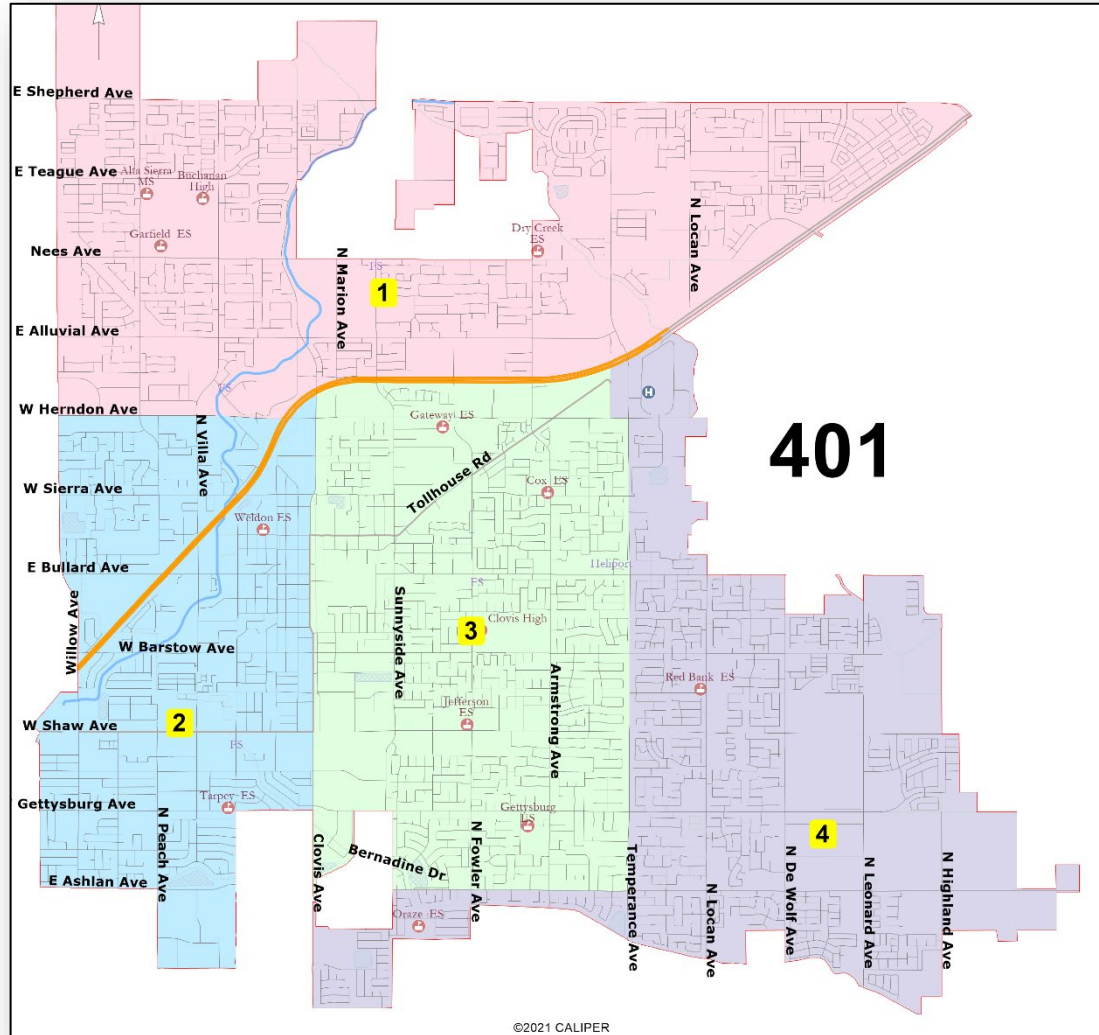 E Shepherd Ave
E Teague Ave
Alta Sierra
MS
Buchanan
High
Garfield ES
Nees Ave
Dry Creek
ES
N Locan Ave
N Marion Ave
FS
1
E Alluvial Ave
FS
W Herndon Ave
N Villa Ave
H
Gateway ES
401
Tollhouse Rd
W Sierra Ave
Cox ES
Weldon ES
E Bullard Ave
Heliport
Willow Ave
FS
Sunnyside Ave
Clovis High
3
W Barstow Ave
Armstrong Ave
Red Bank ES
Jefferson
ES
W Shaw Ave
2
FS
Gettysburg Ave
Tarpey ES
Gettysburg
ES
4
N Peach Ave
Clovis Ave
Bernadine Dr
N Fowler Ave
Temperance Ave
N Locan Ave
N De Wolf Ave
N Leonard Ave
N Highland Ave
E Ashlan Ave
Oraze ES
©2021 CALIPER